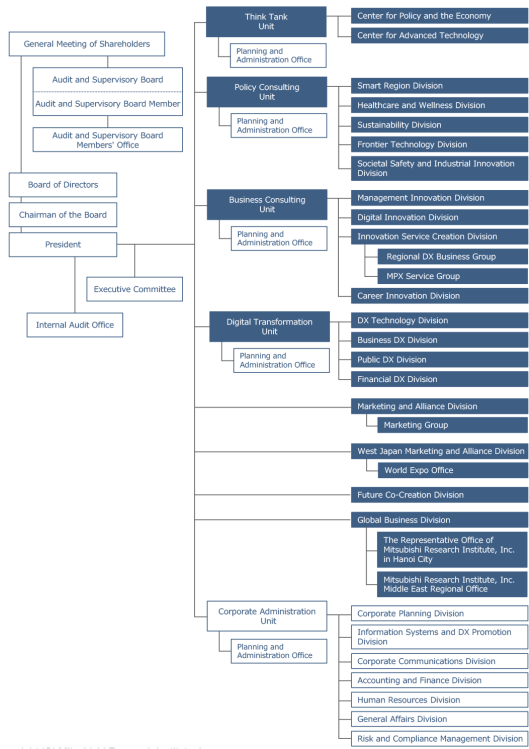 General Meeting of Shareholders
Audit and Supervisory Board
Audit and Supervisory Board Member
Audit and Supervisory Board
Members' Office
Board of Directors
Chairman of the Board
President
Executive Committee
Internal Audit Office
Think Tank
Unit
Planning and
Administration Office
Center for Policy and the Economy
Center for Advanced Technology
Policy Consulting
Unit
Planning and
Administration Office
Smart Region Division
Healthcare and Wellness Division
Sustainability Division
Frontier Technology Division
Societal Safety and Industrial Innovation
Division
Business Consulting
Unit
Planning and
Administration Office
Management Innovation Division
Digital Innovation Division
Innovation Service Creation Division
Regional DX Business Group
MPX Service Group
Career Innovation Division
Digital Transformation
Unit
Planning and
Administration Office
DX Technology Division
Business DX Division
Public DX Division
Financial DX Division
Marketing and Alliance Division
Marketing Group
West Japan Marketing and Alliance Division
World Expo Office
Future Co-Creation Division
Global Business Division
The Representative Office of
Mitsubishi Research Institute, Inc.
in Hanoi City
Mitsubishi Research Institute, Inc.
Middle East Regional Office
Corporate Administration
Unit
Planning and
Administration Office
Corporate Planning Division
Information Systems and DX Promotion
Division
Corporate Communications Division
Accounting and Finance Division
Human Resources Division
General Affairs Division
Risk and Compliance Management Division